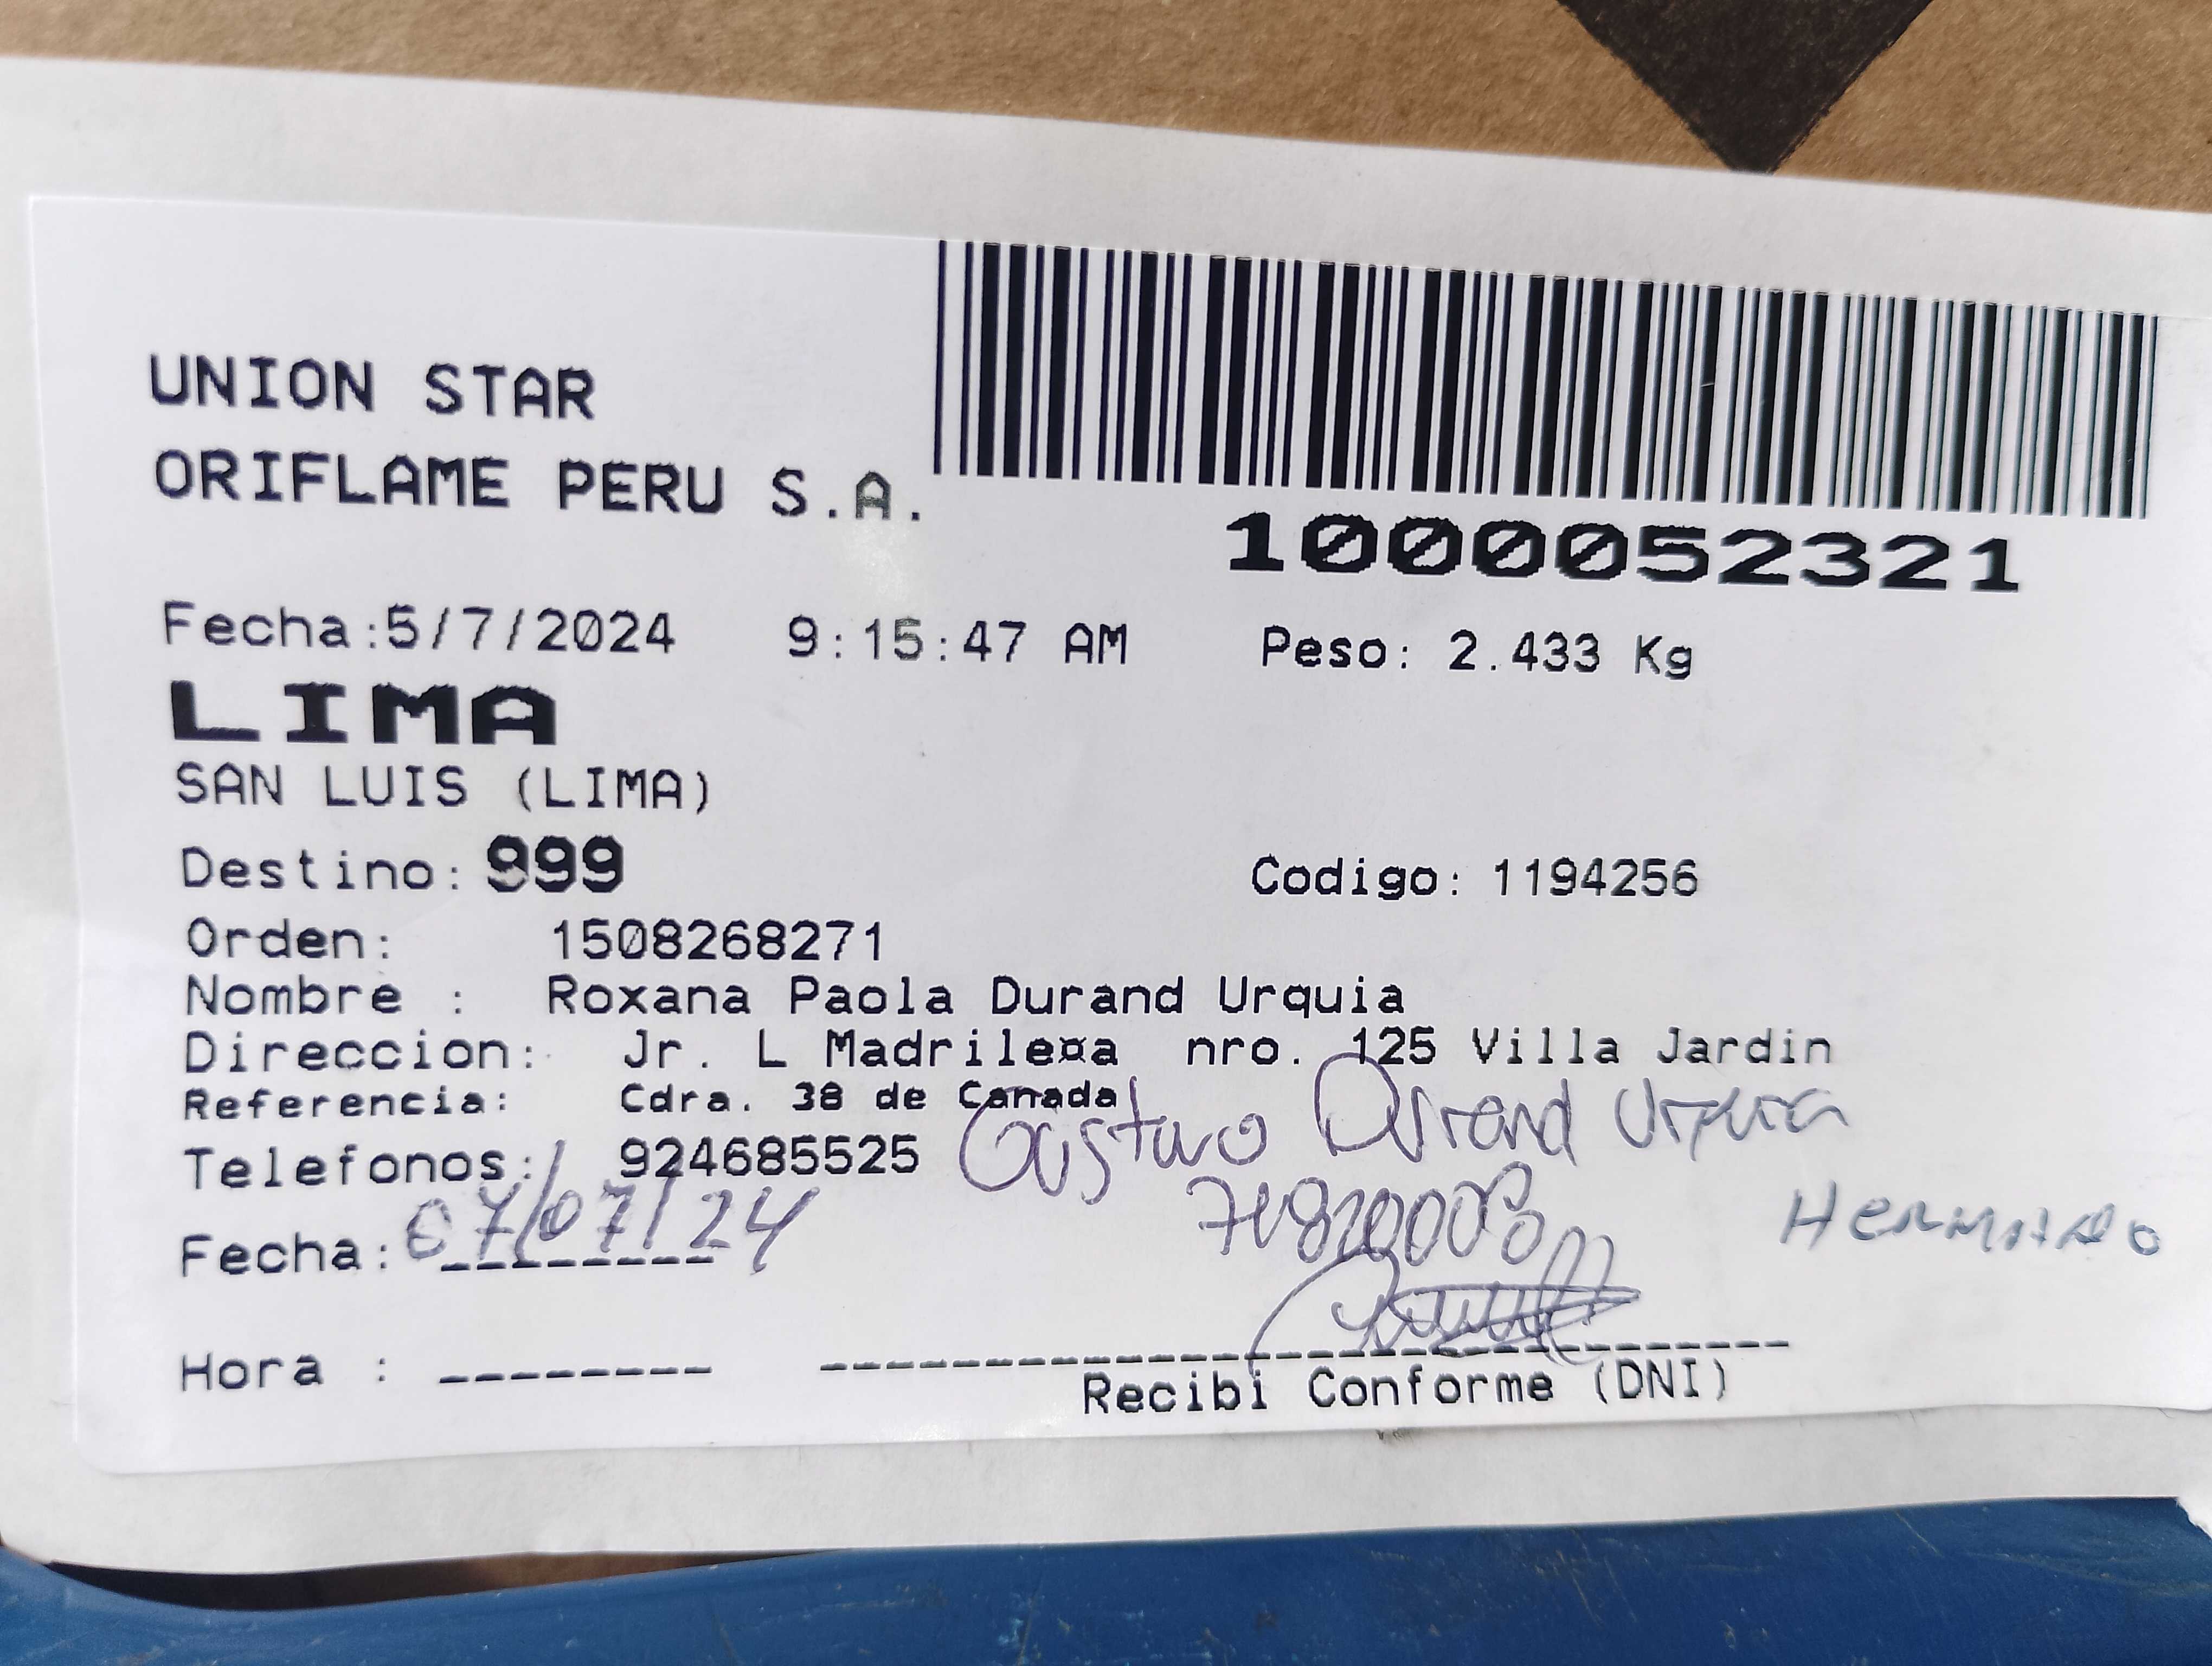 UNION STAR
ORIFLAME PERU S.A.
1000052321
Fecha:5/7/2024 9:15:47 AM Peso: 2.433 Kg
LIMA
SAN LUIS (LIMA)
Destino: 999 Codigo: 1194256
Orden: 1508268271
Nombre : Roxana Paola Durand Urquia
Direccion: Jr. L Madrile¤a nro. 125 Villa Jardin
Referencia: Cdra. 38 de Canada
Gustavo Durand Urquia
Telefonos: 924685525
Fecha: 07/07/24
Hermano
Hora :
Recibi Conforme (DNI)